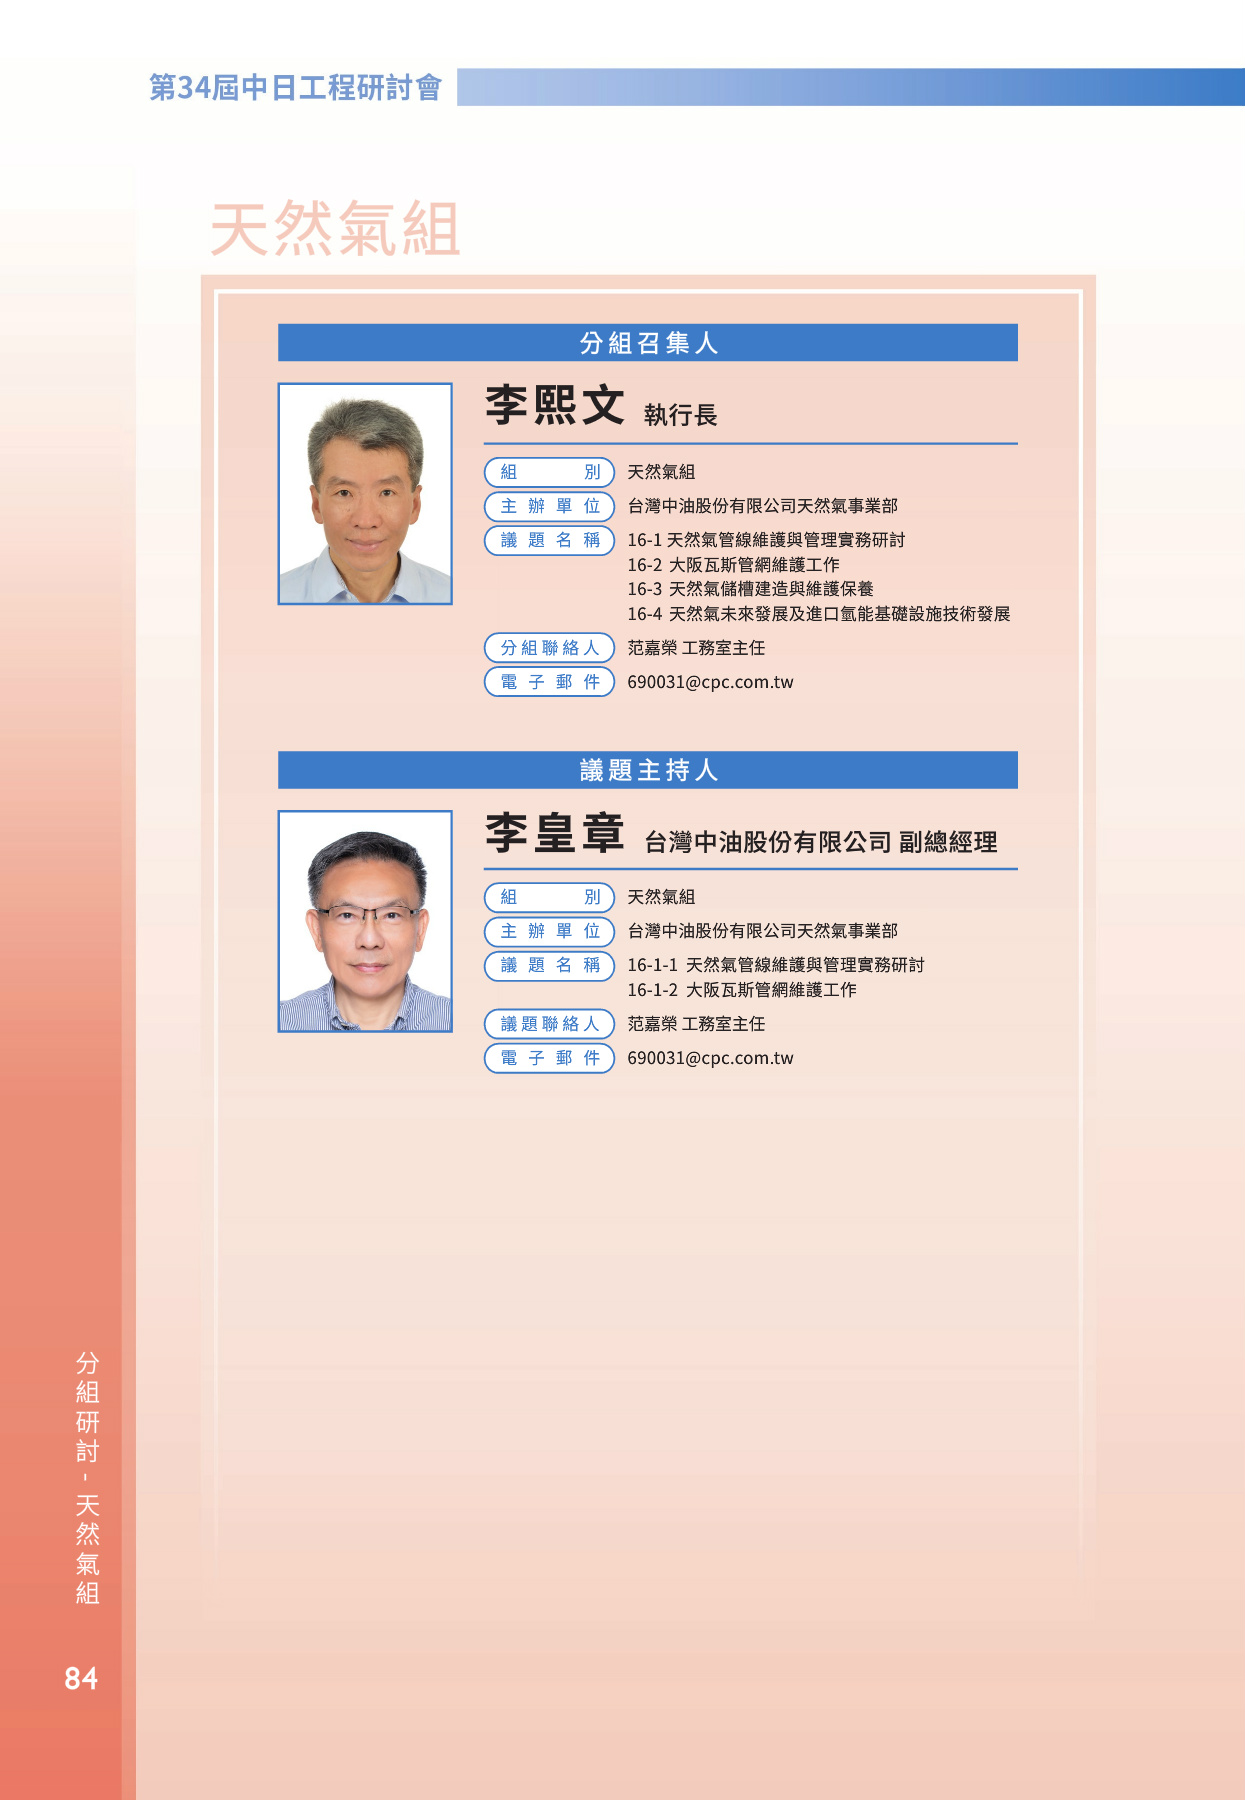 第34屆中日工程研討會
天然氣組
分組召集人
李熙文 執行長
組別 天然氣組
主辦單位 台灣中油股份有限公司天然氣事業部
議題名稱 16-1 天然氣管線維護與管理實務研討
16-2 大阪瓦斯管網維護工作
16-3 天然氣儲槽建造與維護保養
16-4 天然氣未來發展及進口氫能基礎設施技術發展
分組聯絡人 范嘉榮 工務室主任
電子郵件 690031@cpc.com.tw
議題主持人
李皇章 台灣中油股份有限公司 副總經理
組別 天然氣組
主辦單位 台灣中油股份有限公司天然氣事業部
議題名稱 16-1-1 天然氣管線維護與管理實務研討
16-1-2 大阪瓦斯管網維護工作
議題聯絡人 范嘉榮 工務室主任
電子郵件 690031@cpc.com.tw
分組研討-天然氣組
84